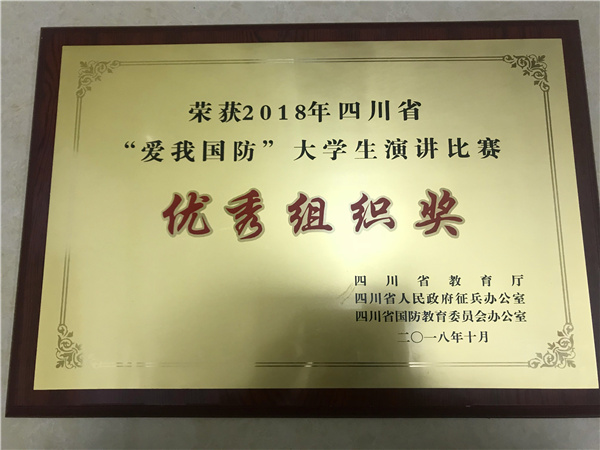 荣获2018年四川省
“爱我国防”大学生演讲比赛
优秀组织奖
四川省教育厅
四川省人民政府征兵办公室
四川省国防教育委员会办公室
二〇一八年十月